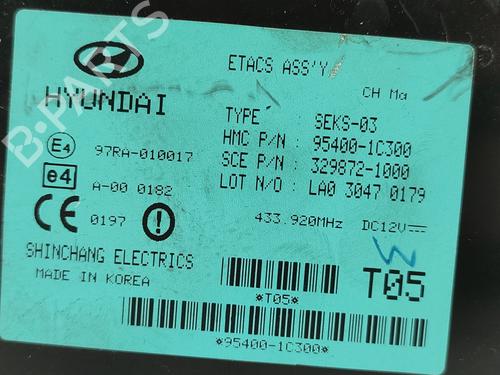 HYUNDAI
ETACS ASS'Y
CH Ma
TYPE : SEKS-03
HMC P/N : 95400-1C300
SCE P/N : 329872-1000
LOT N/O : LA0 3047 0179
E4 97RA-010017
e4 A-00 0182
CE 0197
433.920MHz DC12V
W
SHINCHANG ELECTRICS
MADE IN KOREA
T05
*T05*
*95400-1C300*
B-PARTS